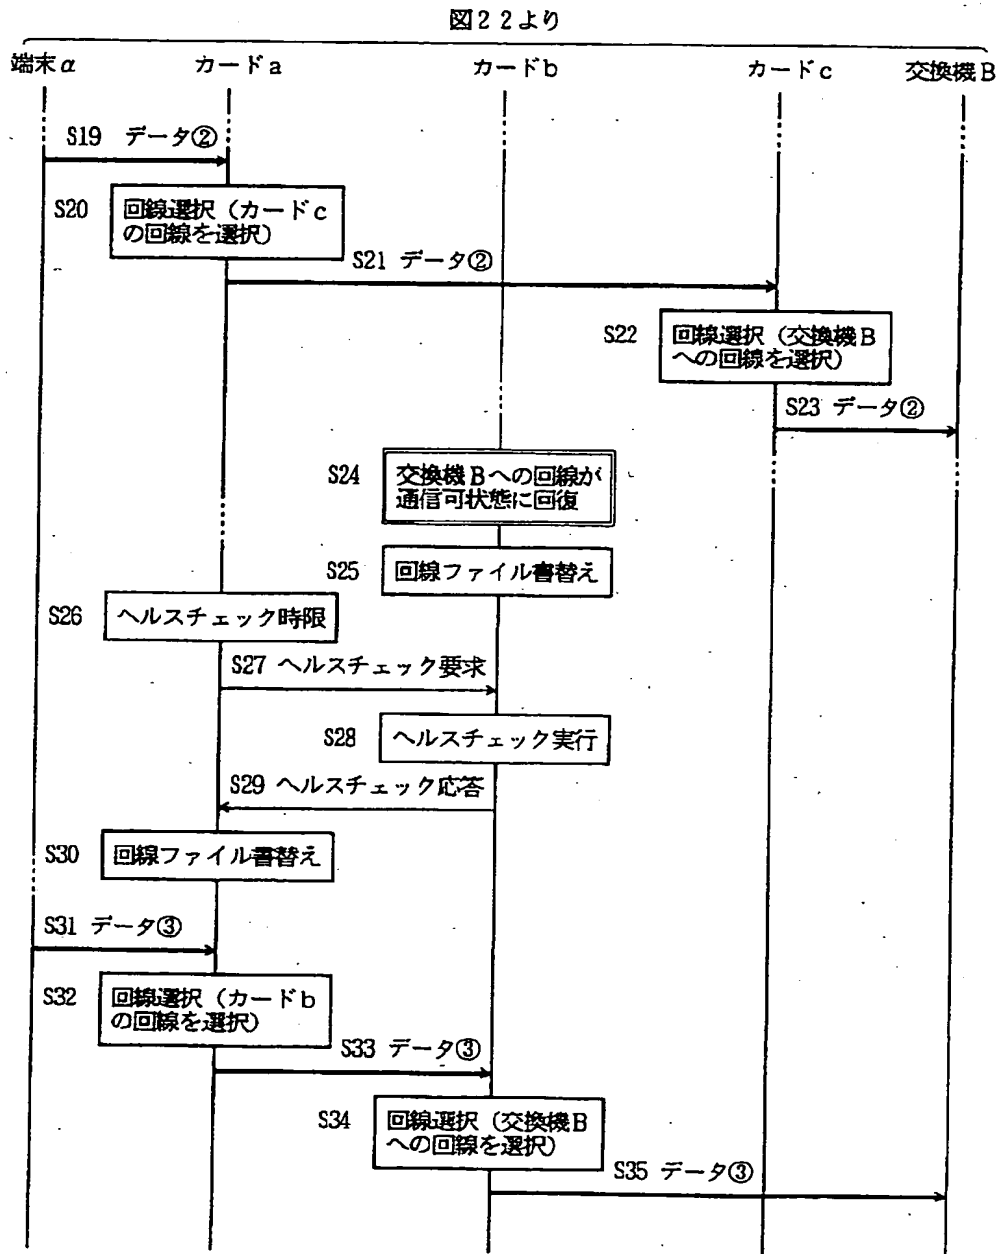 図22より
端末α カードa カードb カードc 交換機B
S19 データ②
S20 回線選択(カードc
の回線を選択)
S21 データ②
S22 回線選択(交換機B
への回線を選択)
S23 データ②
S24 交換機Bへの回線が
通信可状態に回復
S25 回線ファイル書替え
S26 ヘルスチェック時限
S27 ヘルスチェック要求
S28 ヘルスチェック実行
S29 ヘルスチェック応答
S30 回線ファイル書替え
S31 データ③
S32 回線選択(カードb
の回線を選択)
S33 データ③
S34 回線選択(交換機B
への回線を選択)
S35 データ③